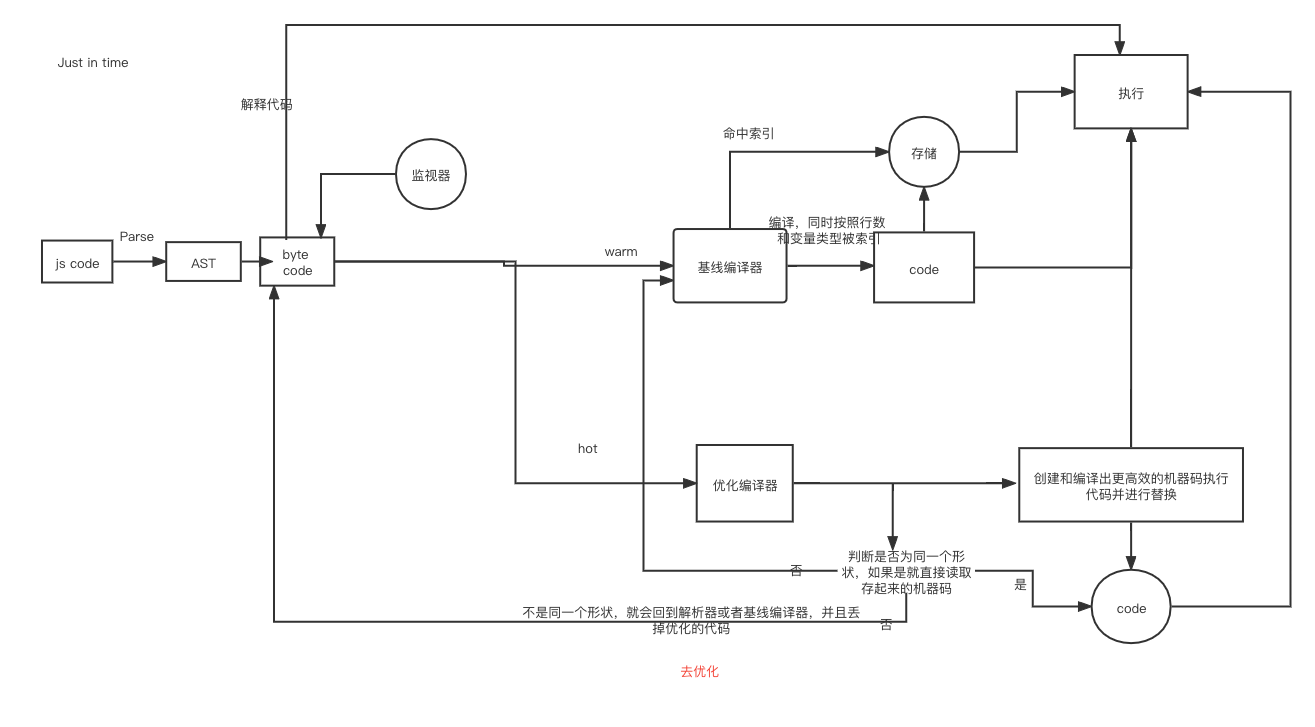 Just in time
执行
解释代码
命中索引
存储
监视器
编译，同时按照行数
和变量类型被索引
Parse
js code
AST
byte
code
warm
基线编译器
code
hot
优化编译器
创建和编译出更高效的机器码执行
代码并进行替换
判断是否为同一个形
状，如果是就直接读取
存起来的机器码
否
是
code
不是同一个形状，就会回到解析器或者基线编译器，并且丢
掉优化的代码
否
去优化